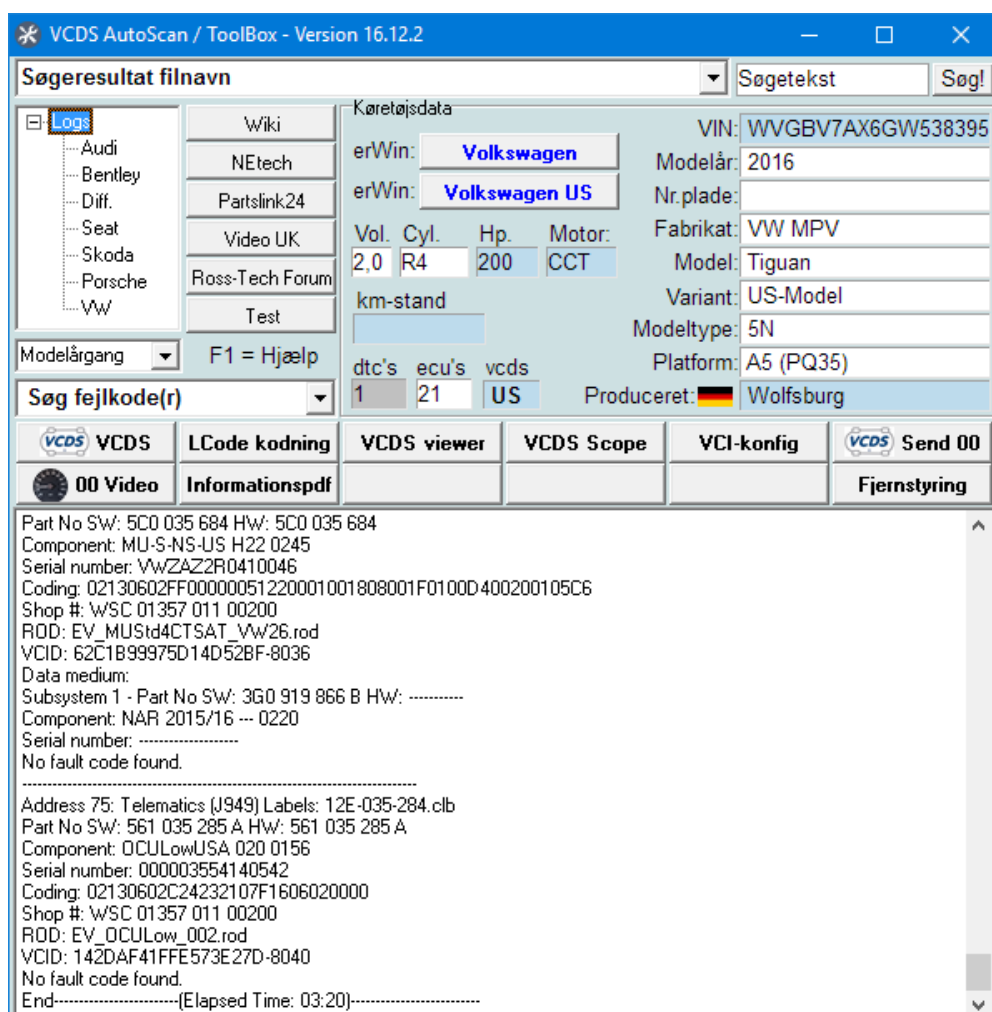 VCDS AutoScan / ToolBox - Version 16.12.2
Søgeresultat filnavn
Søgetekst
Søg!
Logs
Audi
Bentley
Diff.
Seat
Skoda
Porsche
VW
Wiki
NEtech
Partslink24
Video UK
Ross-Tech Forum
Test
Modelårgang
F1 = Hjælp
Søg fejlkode(r)
Køretøjsdata
erWin: Volkswagen
erWin: Volkswagen US
Vol. Cyl. Hp. Motor:
2,0 R4 200 CCT
km-stand
dtc's ecu's vcds
1 21 US
VIN: WVGBV7AX6GW538395
Modelår: 2016
Nr.plade:
Fabrikat: VW MPV
Model: Tiguan
Variant: US-Model
Modeltype: 5N
Platform: A5 (PQ35)
Produceret: Wolfsburg
VCDS VCDS
LCode kodning
VCDS viewer
VCDS Scope
VCI-konfig
VCDS Send 00
00 Video
Informationspdf
Fjernstyring
Part No SW: 5C0 035 684 HW: 5C0 035 684
Component: MU-S-NS-US H22 0245
Serial number: VWZAZ2R0410046
Coding: 02130602FF00000051220001001808001F0100D400200105C6
Shop #: WSC 01357 011 00200
ROD: EV_MUStd4CTSAT_VW26.rod
VCID: 62C1B99975D14D52BF-8036
Data medium:
Subsystem 1 - Part No SW: 3G0 919 866 B HW: -----------
Component: NAR 2015/16 --- 0220
Serial number: --------------------
No fault code found.
-------------------------------------------------------------------------------
Address 75: Telematics (J949) Labels: 12E-035-284.clb
Part No SW: 561 035 285 A HW: 561 035 285 A
Component: OCULowUSA 020 0156
Serial number: 000003554140542
Coding: 02130602C24232107F1606020000
Shop #: WSC 01357 011 00200
ROD: EV_OCULow_002.rod
VCID: 142DAF41FFE573E27D-8040
No fault code found.
End-------------------------(Elapsed Time: 03:20)--------------------------